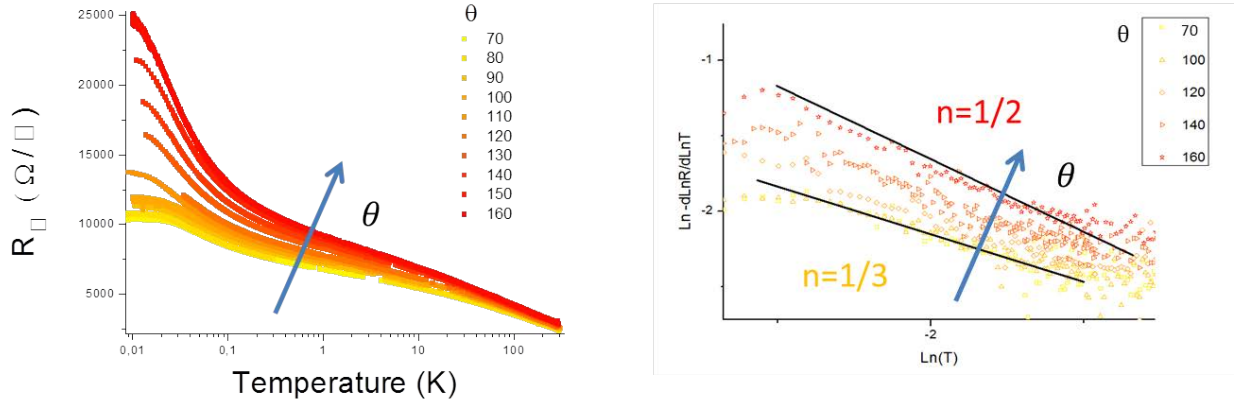 θ
70
80
90
100
110
120
130
140
150
160
25000
20000
15000
10000
5000
R□ (Ω/□)
θ
0,01
0,1
1
10
100
Temperature (K)
θ
70
100
120
140
160
-1
-2
Ln -dLnR/dLnT
n=1/2
θ
n=1/3
-2
Ln(T)